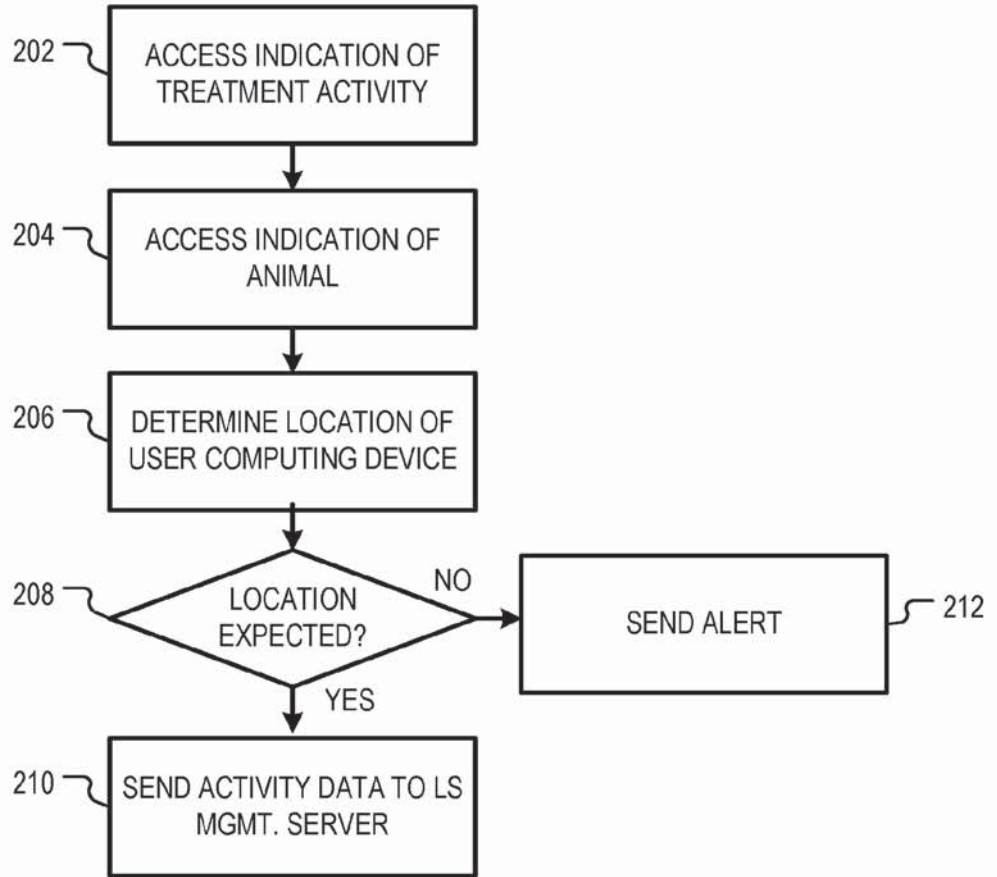 202
ACCESS INDICATION OF
TREATMENT ACTIVITY
204
ACCESS INDICATION OF
ANIMAL
206
DETERMINE LOCATION OF
USER COMPUTING DEVICE
208
LOCATION
EXPECTED?
NO
SEND ALERT
212
YES
210
SEND ACTIVITY DATA TO LS
MGMT. SERVER